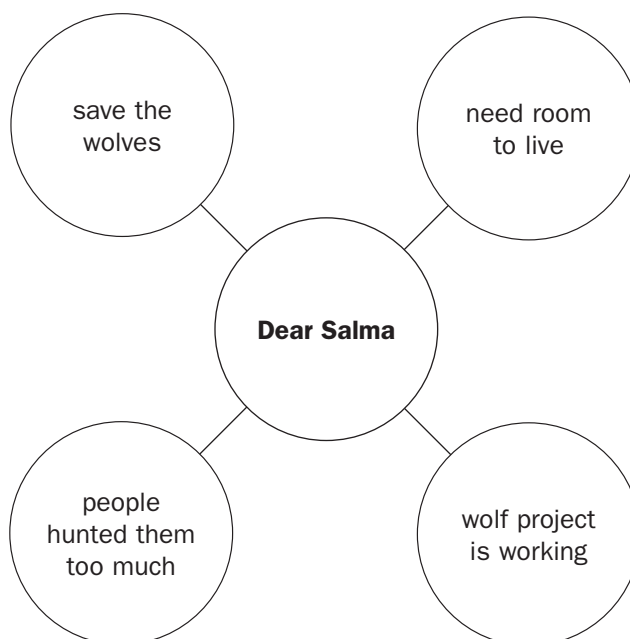 save the
wolves
need room
to live
Dear Salma
people
hunted them
too much
wolf project
is working